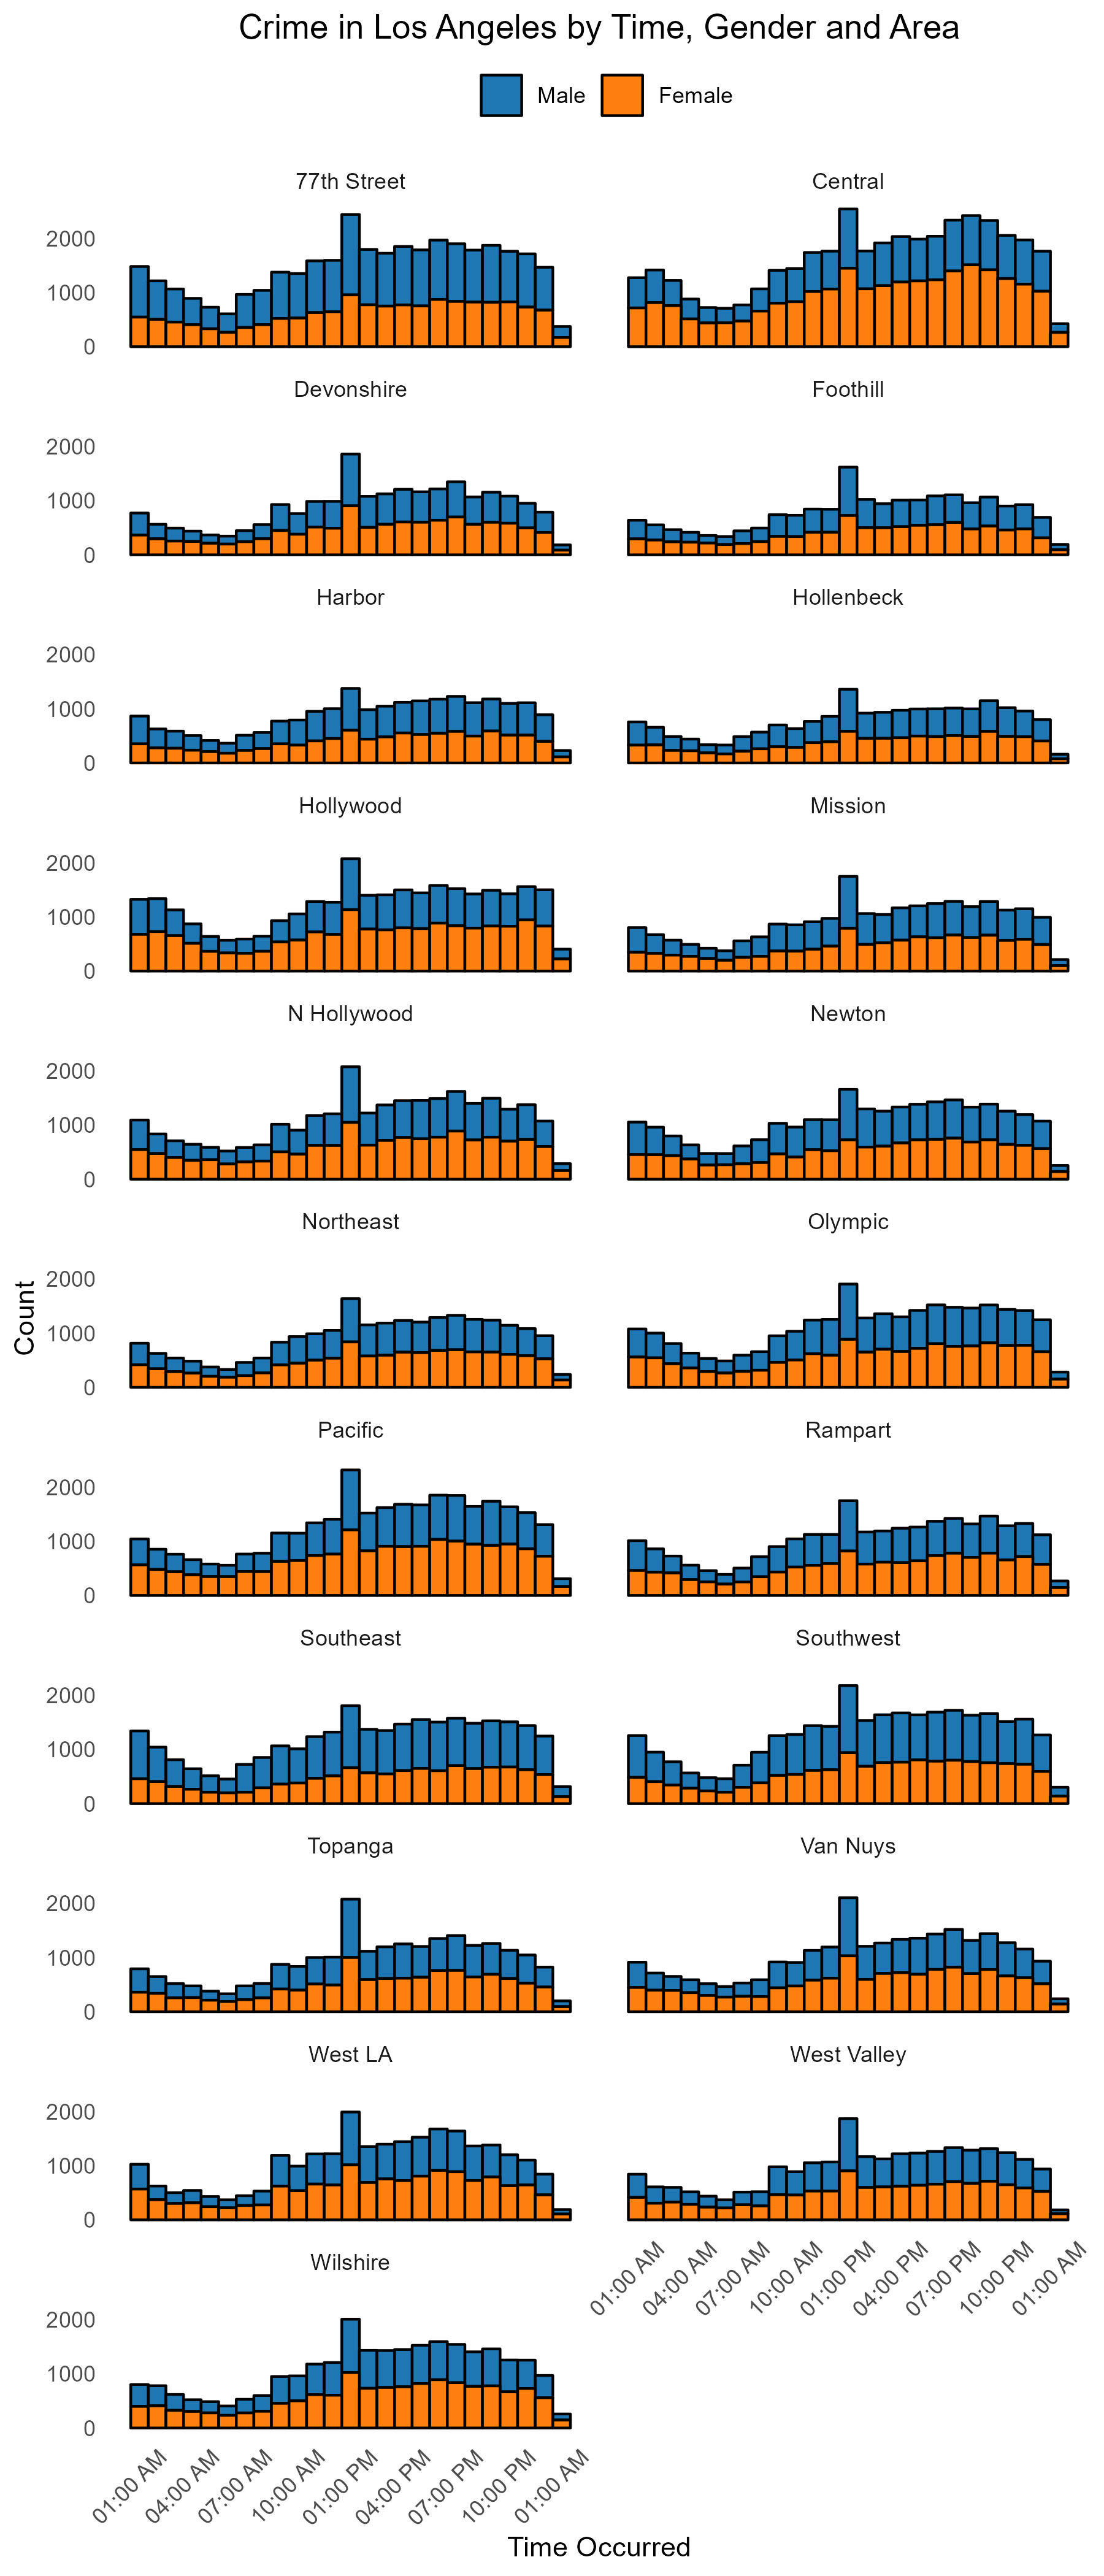 Crime in Los Angeles by Time, Gender and Area
Male Female
77th Street Central
2000
1000
0
Devonshire Foothill
2000
1000
0
Harbor Hollenbeck
2000
1000
0
Hollywood Mission
2000
1000
0
N Hollywood Newton
2000
1000
0
Northeast Olympic
Count
2000
1000
0
Pacific Rampart
2000
1000
0
Southeast Southwest
2000
1000
0
Topanga Van Nuys
2000
1000
0
West LA West Valley
2000
1000
0
01:00 AM 04:00 AM 07:00 AM 10:00 AM 01:00 PM 04:00 PM 07:00 PM 10:00 PM 01:00 AM
Wilshire
2000
1000
0
01:00 AM 04:00 AM 07:00 AM 10:00 AM 01:00 PM 04:00 PM 07:00 PM 10:00 PM 01:00 AM
Time Occurred